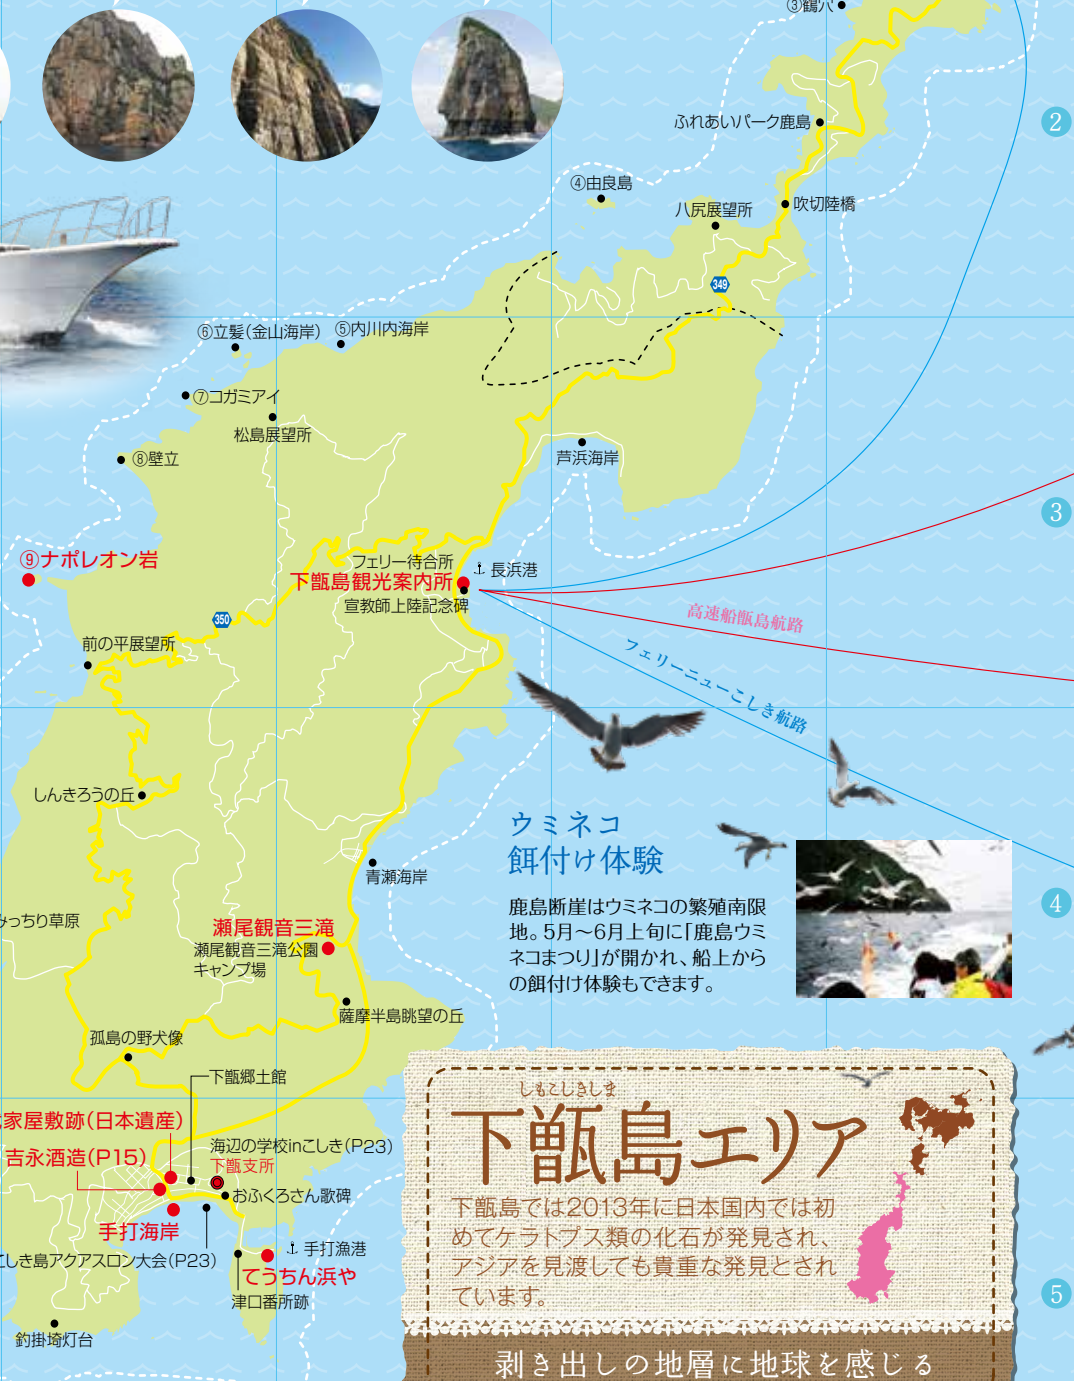 ③鶴穴
2
ふれあいパーク鹿島
④由良島
八尻展望所
吹切陸橋
349
⑥立髪(金山海岸)
⑤内川内海岸
⑦コガミアイ
松島展望所
⑧壁立
芦浜海岸
3
⑨ナポレオン岩
フェリー待合所
下甑島観光案内所
長浜港
宣教師上陸記念碑
350
高速船甑島航路
フェリーニューこしき航路
前の平展望所
しんきろうの丘
ウミネコ
餌付け体験
青瀬海岸
鹿島断崖はウミネコの繁殖南限
地。5月〜6月上旬に「鹿島ウミ
ネコまつり」が開かれ、船上から
の餌付け体験もできます。
4
みっちり草原
瀬尾観音三滝
瀬尾観音三滝公園
キャンプ場
薩摩半島眺望の丘
孤島の野犬像
下甑郷土館
家屋敷跡(日本遺産)
海辺の学校inこしき(P23)
吉永酒造(P15)
下甑支所
おふくろさん歌碑
手打海岸
手打漁港
こしき島アクアスロン大会(P23)
てうちん浜や
津口番所跡
釣掛埼灯台
しもこしきしま
下甑島エリア
下甑島では2013年に日本国内では初
めてケラトプス類の化石が発見され、
アジアを見渡しても貴重な発見とされ
ています。
5
剥き出しの地層に地球を感じる